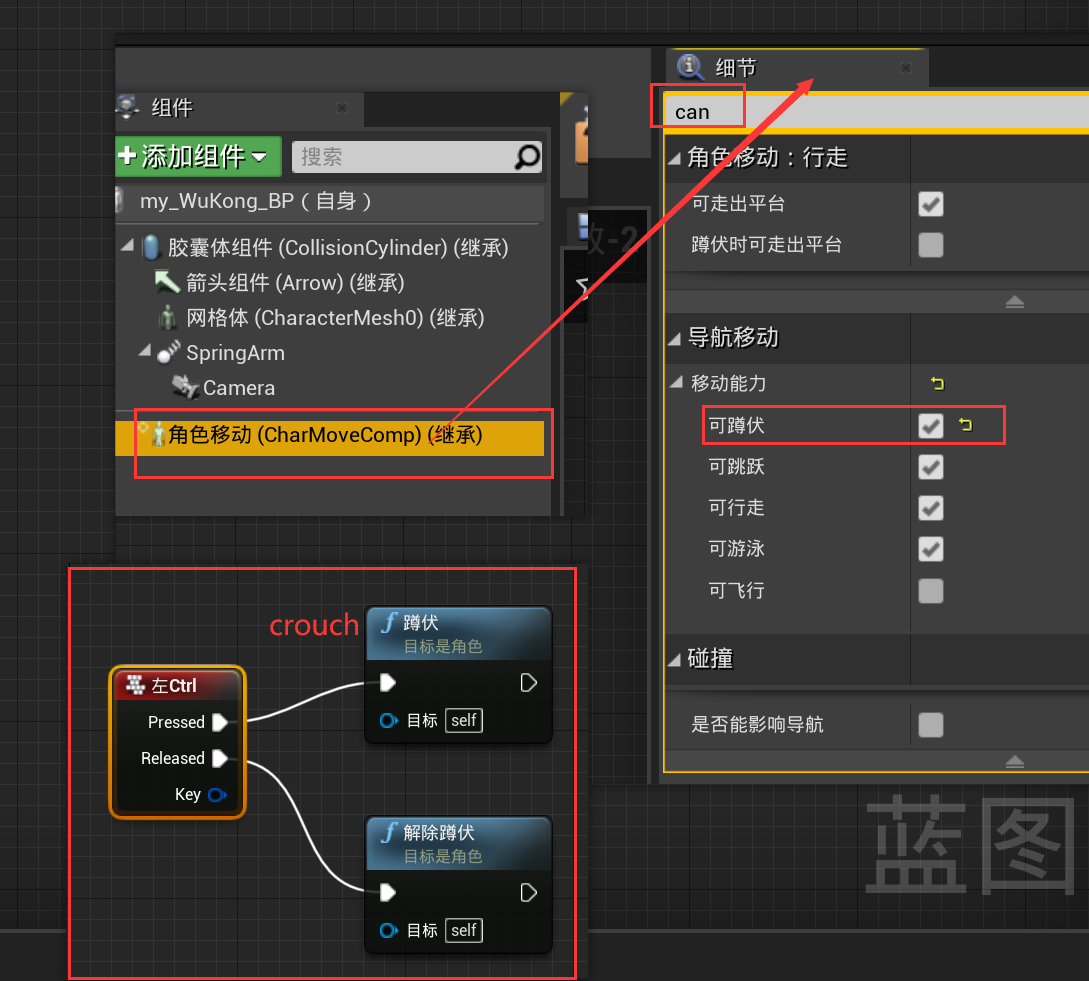 组件
添加组件
搜索
my_WuKong_BP ( 自身 )
胶囊体组件 (CollisionCylinder) (继承)
箭头组件 (Arrow) (继承)
网格体 (CharacterMesh0) (继承)
SpringArm
Camera
角色移动 (CharMoveComp) (继承)
细节
can
角色移动：行走
可走出平台
蹲伏时可走出平台
导航移动
移动能力
可蹲伏
可跳跃
可行走
可游泳
可飞行
碰撞
是否能影响导航
crouch
左Ctrl
Pressed
Released
Key
f 蹲伏
目标是角色
目标 self
f 解除蹲伏
目标是角色
目标 self
蓝图